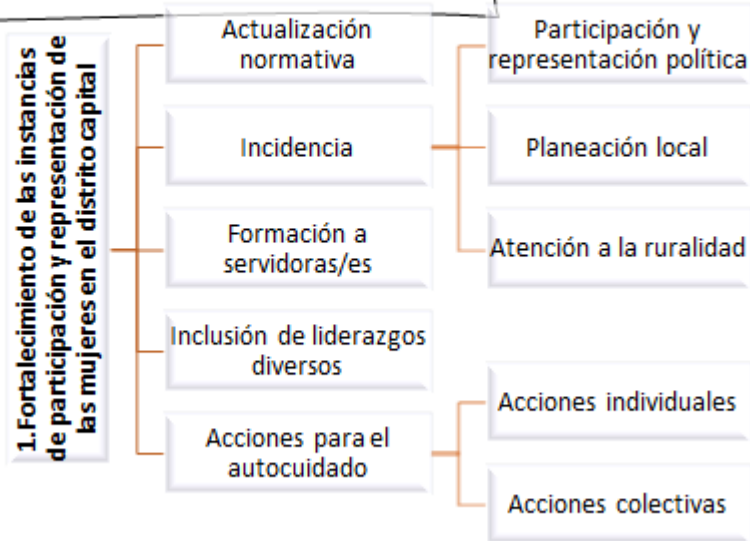 1.Fortalecimiento de las instancias
de participación y representación de
las mujeres en el distrito capital
Actualización
normativa
Incidencia
Formación a
servidoras/es
Inclusión de liderazgos
diversos
Acciones para el
autocuidado
Participación y
representación política
Planeación local
Atención a la ruralidad
Acciones individuales
Acciones colectivas